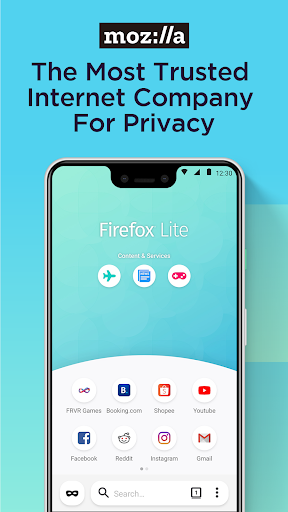 moz://a
The Most Trusted
Internet Company
For Privacy
12:30
Firefox Lite
Content & Services
FRVR Games Booking.com Shopee Youtube
Facebook Reddit Instagram Gmail
Search... 1